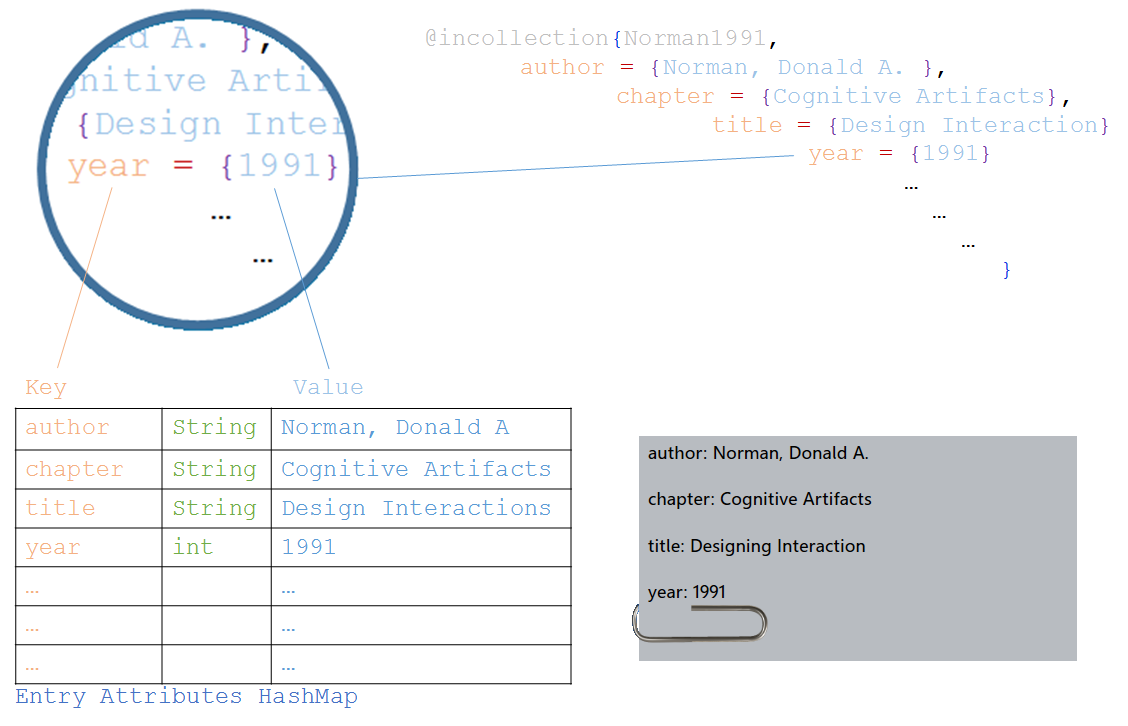 ld A. },
gnitive Artif
{Design Inter
year = {1991}
...
...
@incollection{Norman1991,
author = {Norman, Donald A. },
chapter = {Cognitive Artifacts},
title = {Design Interaction}
year = {1991}
...
...
...
}
Key Value
author String Norman, Donald A
chapter String Cognitive Artifacts
title String Design Interactions
year int 1991
... ...
... ...
... ...
Entry Attributes HashMap
author: Norman, Donald A.
chapter: Cognitive Artifacts
title: Designing Interaction
year: 1991